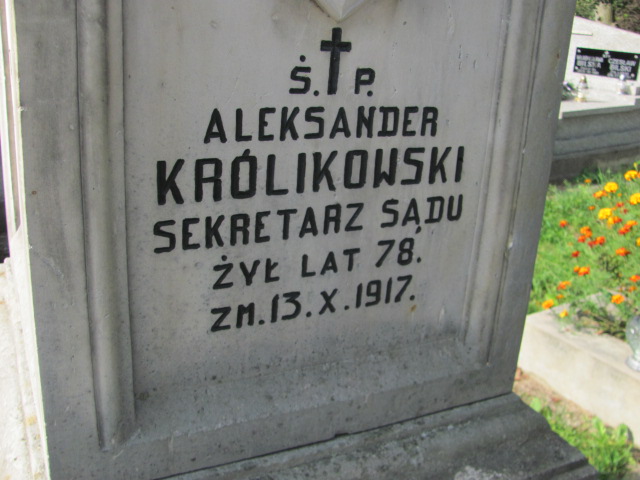 Ś. P.
ALEKSANDER
KRÓLIKOWSKI
SEKRETARZ SĄDU
ŻYŁ LAT 78.
ZM. 13. X. 1917.